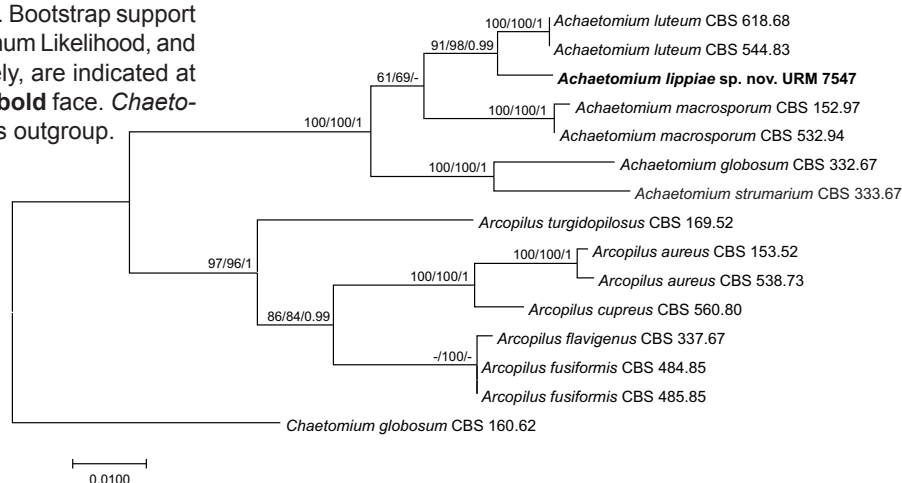 . Bootstrap support
num Likelihood, and
ely, are indicated at
bold face. Chaeto-
s outgroup.
100/100/1
Achaetomium luteum CBS 618.68
91/98/0.99
Achaetomium luteum CBS 544.83
61/69/-
Achaetomium lippiae sp. nov. URM 7547
100/100/1
Achaetomium macrosporum CBS 152.97
100/100/1
Achaetomium macrosporum CBS 532.94
100/100/1
Achaetomium globosum CBS 332.67
Achaetomium strumarium CBS 333.67
Arcopilus turgidopilosus CBS 169.52
97/96/1
100/100/1
Arcopilus aureus CBS 153.52
100/100/1
Arcopilus aureus CBS 538.73
86/84/0.99
Arcopilus cupreus CBS 560.80
Arcopilus flavigenus CBS 337.67
-/100/-
Arcopilus fusiformis CBS 484.85
Arcopilus fusiformis CBS 485.85
Chaetomium globosum CBS 160.62
0.0100